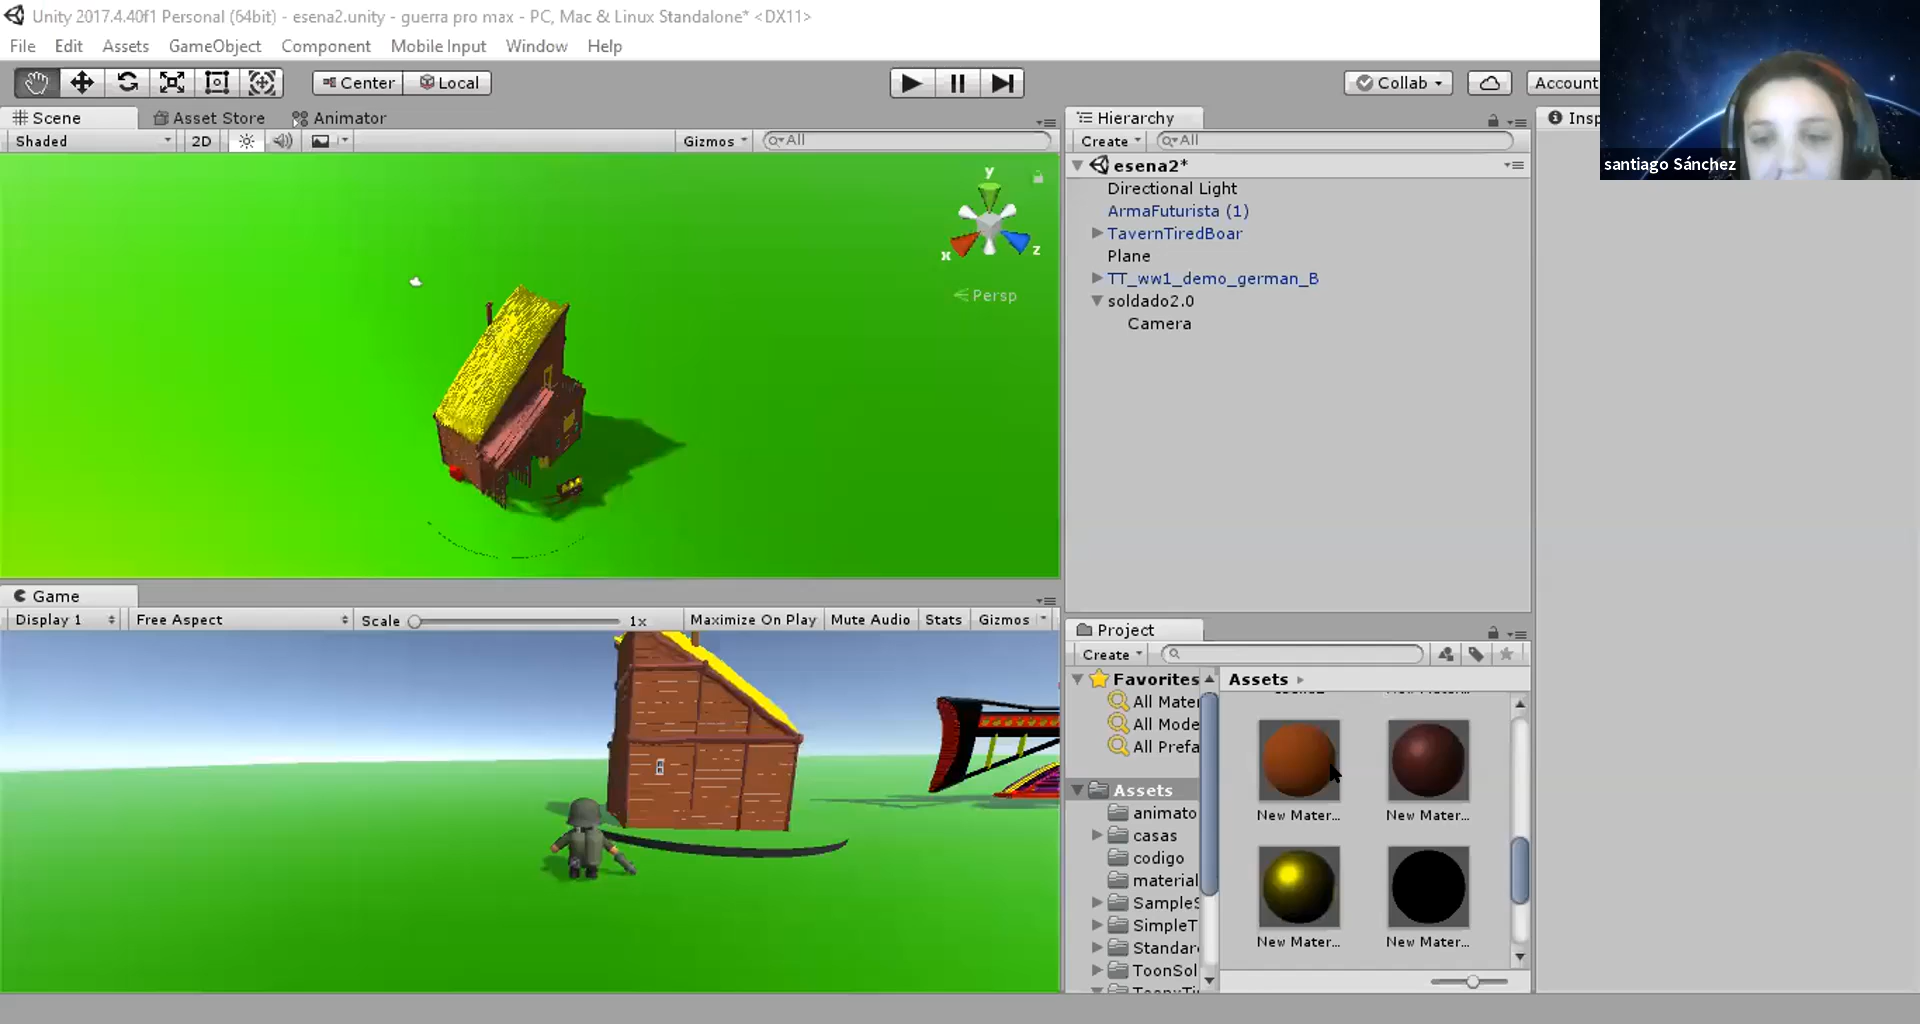 Unity 2017.4.40f1 Personal (64bit) - esena2.unity - guerra pro max - PC, Mac & Linux Standalone* <DX11>
File Edit Assets GameObject Component Mobile Input Window Help
Center Local Collab Account
santiago Sánchez
Scene Asset Store Animator
Shaded 2D Gizmos All
y
x
z
Persp
Hierarchy
Create All
esena2*
Directional Light
ArmaFuturista (1)
TavernTiredBoar
Plane
TT_ww1_demo_german_B
soldado2.0
Camera
Insp
Game
Display 1 Free Aspect Scale 1x Maximize On Play Mute Audio Stats Gizmos
Project
Create
Favorites
All Mater
All Mode
All Prefa
Assets
animato
casas
codigo
material
SampleS
SimpleT
Standar
ToonSol
Assets
New Mater...
New Mater...
New Mater...
New Mater...